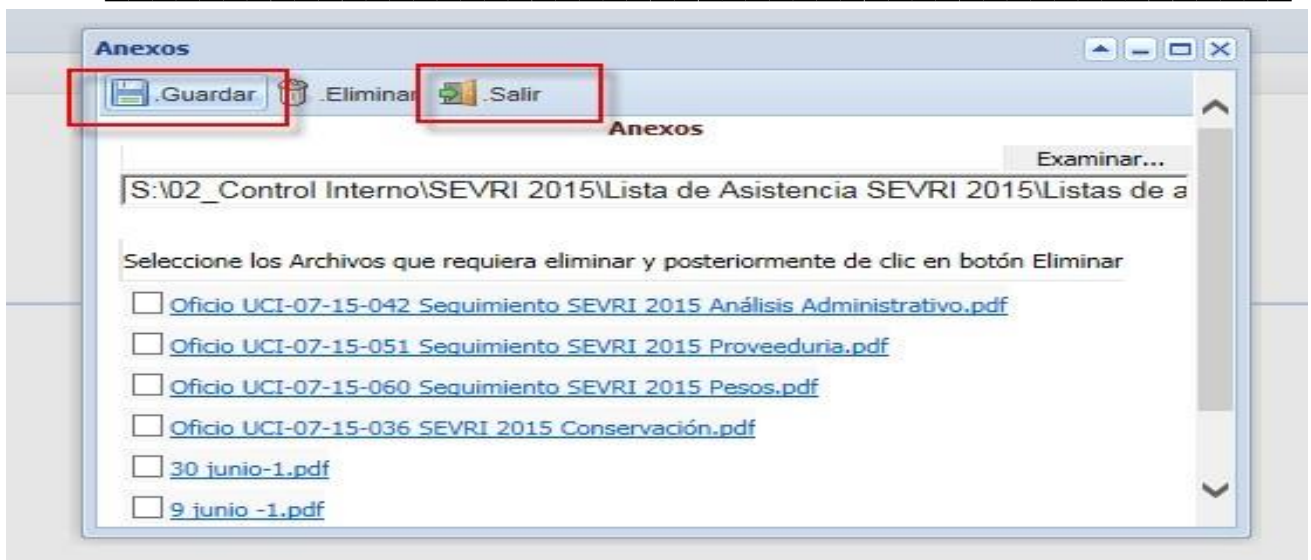 Anexos
.Guardar .Eliminar .Salir
Anexos
Examinar...
S:\02_Control Interno\SEVRI 2015\Lista de Asistencia SEVRI 2015\Listas de a
Seleccione los Archivos que requiera eliminar y posteriormente de clic en botón Eliminar
Oficio UCI-07-15-042 Seguimiento SEVRI 2015 Análisis Administrativo.pdf
Oficio UCI-07-15-051 Seguimiento SEVRI 2015 Proveeduria.pdf
Oficio UCI-07-15-060 Seguimiento SEVRI 2015 Pesos.pdf
Oficio UCI-07-15-036 SEVRI 2015 Conservación.pdf
30 junio-1.pdf
9 junio -1.pdf